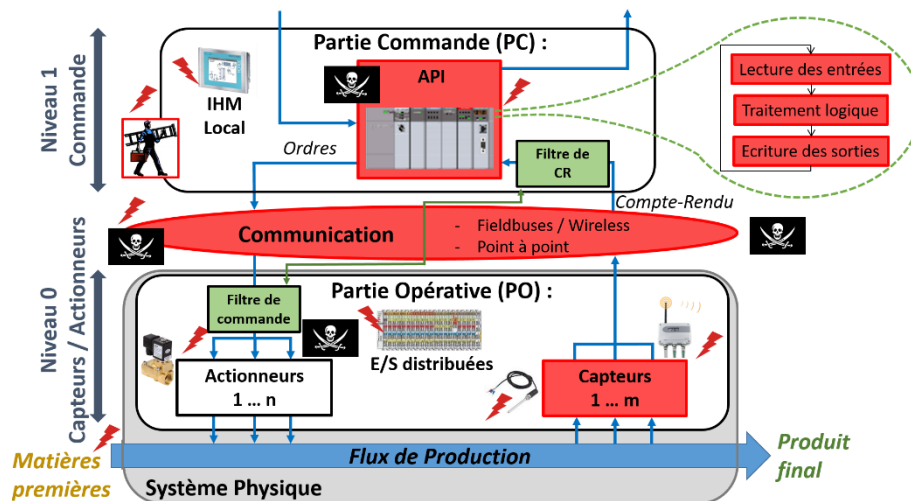 Niveau 1
Commande
Partie Commande (PC) :
IHM
Local
API
Lecture des entrées
Traitement logique
Ecriture des sorties
Ordres
Filtre de
CR
Compte-Rendu
Communication
- Fieldbuses / Wireless
- Point à point
Niveau 0
Capteurs / Actionneurs
Partie Opérative (PO) :
Filtre de
commande
E/S distribuées
Actionneurs
1 ... n
Capteurs
1 ... m
Matières
premières
Flux de Production
Produit
final
Système Physique